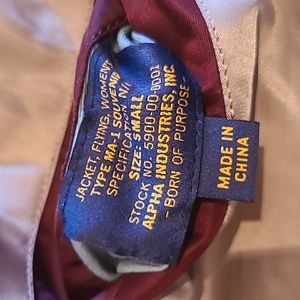 JACKET, FLYING, WOMEN'S
TYPE MA-1 SOUVENIR
SPECIFICATION N/I
SIZE: SMALL
STOCK NO. 5900-00-0001
ALPHA INDUSTRIES, INC.
- BORN OF PURPOSE -
MADE IN
CHINA